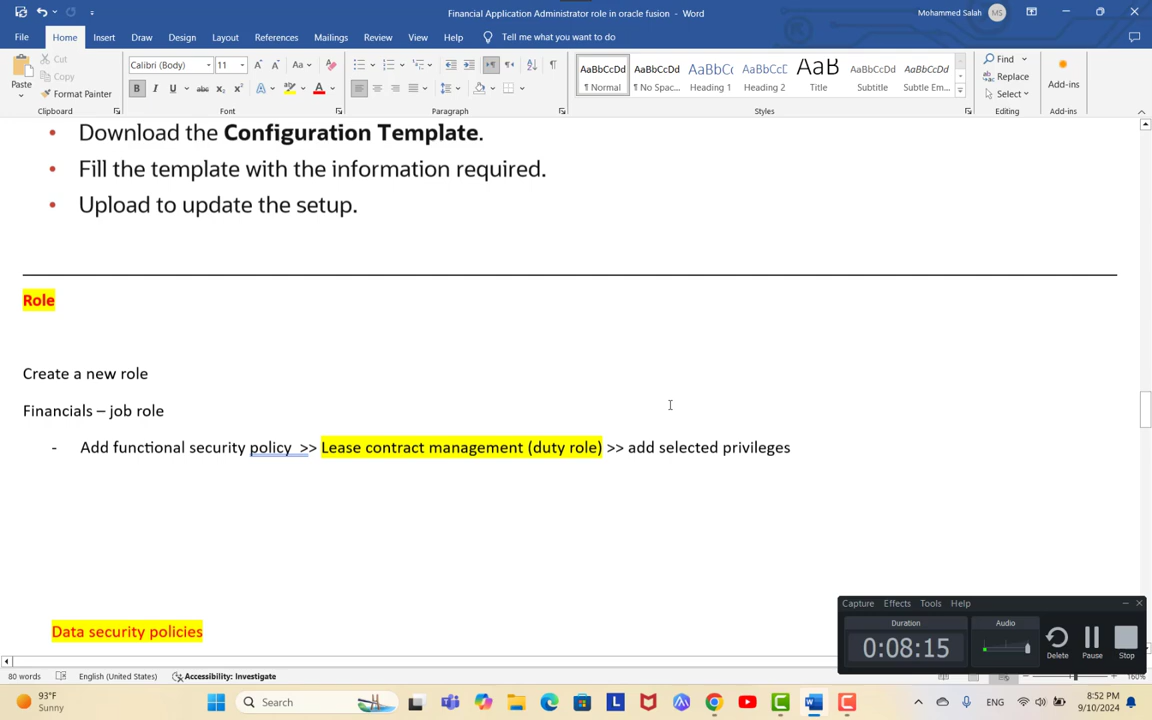 Financial Application Administrator role in oracle fusion - Word
Mohammed Salah MS
File Home Insert Draw Design Layout References Mailings Review View Help Tell me what you want to do
Paste
Cut
Copy
Format Painter
Clipboard
Calibri (Body) 11
Font
Paragraph
AaBbCcDd ¶ Normal
AaBbCcDd ¶ No Spac...
AaBbCc Heading 1
AaBbCcD Heading 2
AaB Title
AaBbCcDd Subtitle
AaBbCcDd Subtle Em...
Styles
Find
Replace
Select
Editing
Add-ins
Add-ins
• Download the Configuration Template.
• Fill the template with the information required.
• Upload to update the setup.
Role
Create a new role
Financials – job role
- Add functional security policy >> Lease contract management (duty role) >> add selected privileges
Data security policies
Capture Effects Tools Help
Duration
0:08:15
Audio
Delete
Pause
Stop
80 words English (United States) Accessibility: Investigate
160%
93°F
Sunny
Search
ENG
8:52 PM
9/10/2024